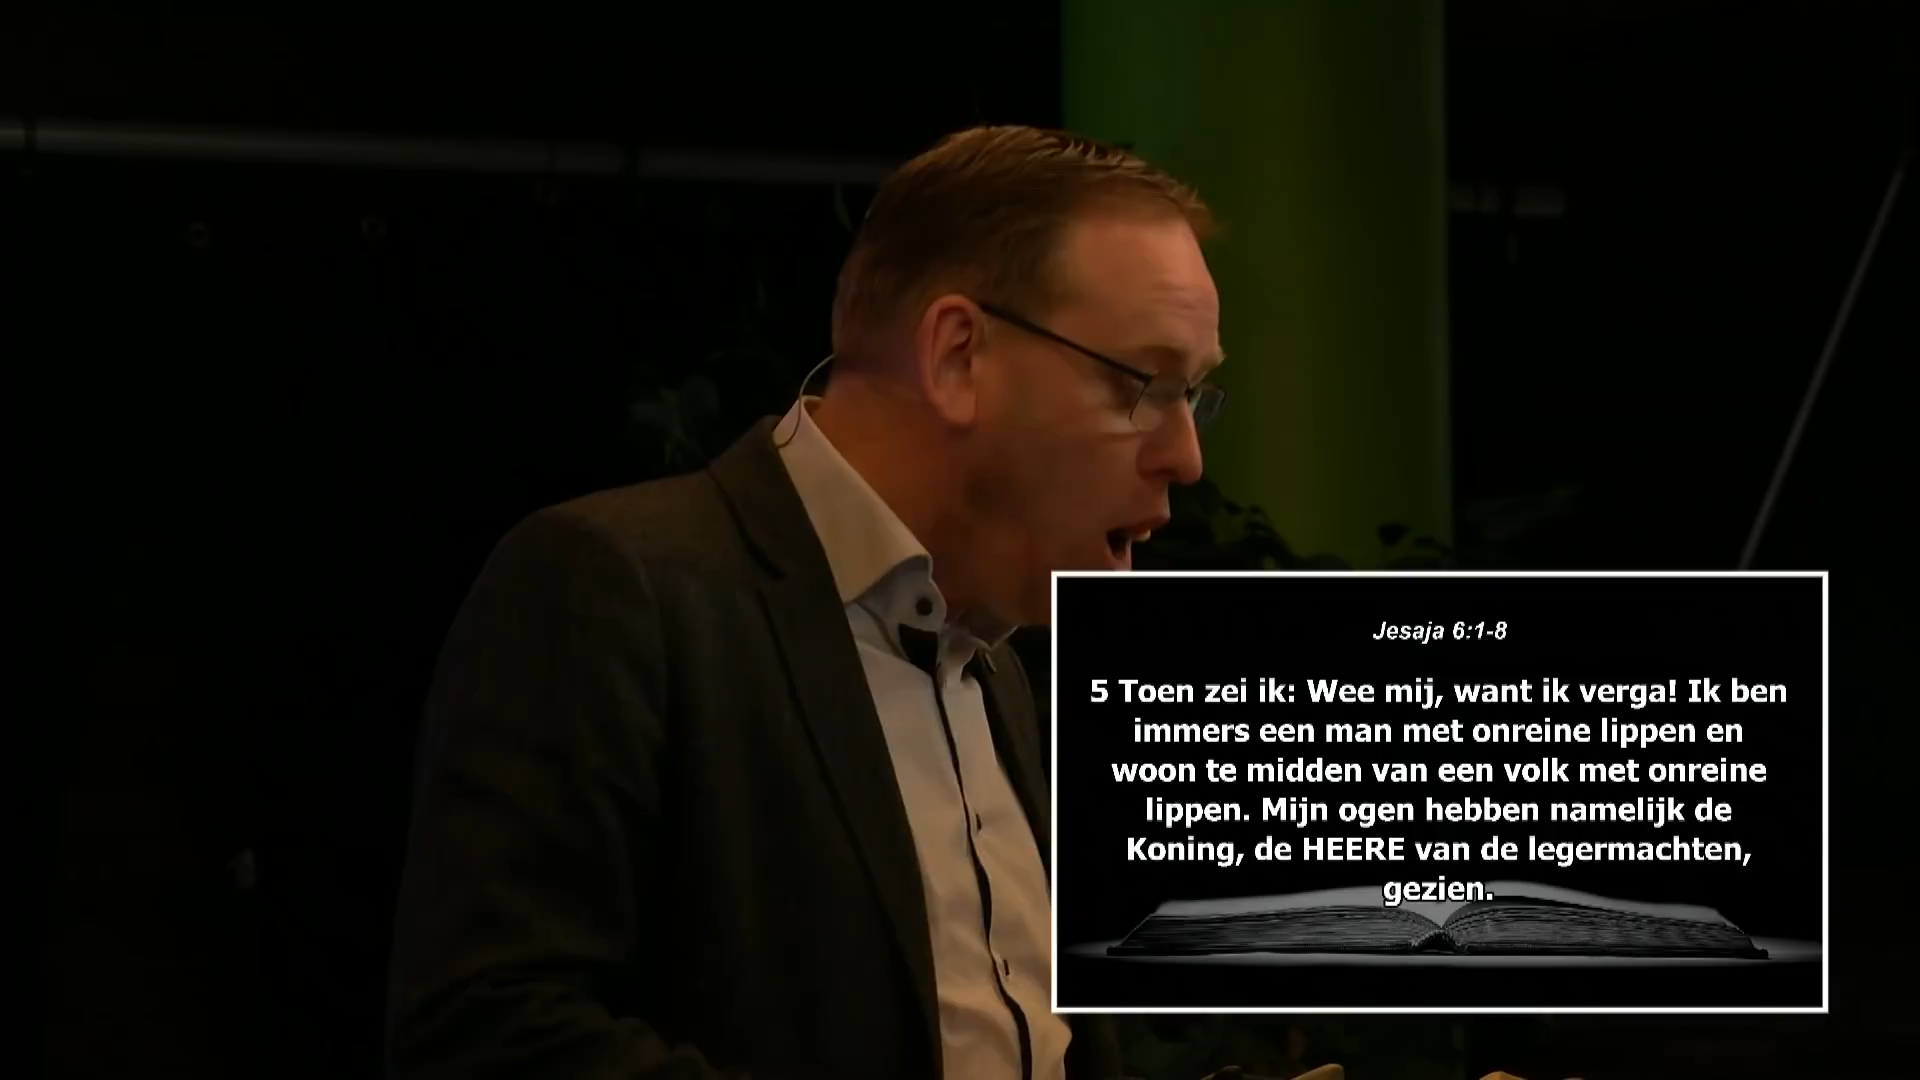 Jesaja 6:1-8
5 Toen zei ik: Wee mij, want ik verga! Ik ben
immers een man met onreine lippen en
woon te midden van een volk met onreine
lippen. Mijn ogen hebben namelijk de
Koning, de HEERE van de legermachten,
gezien.